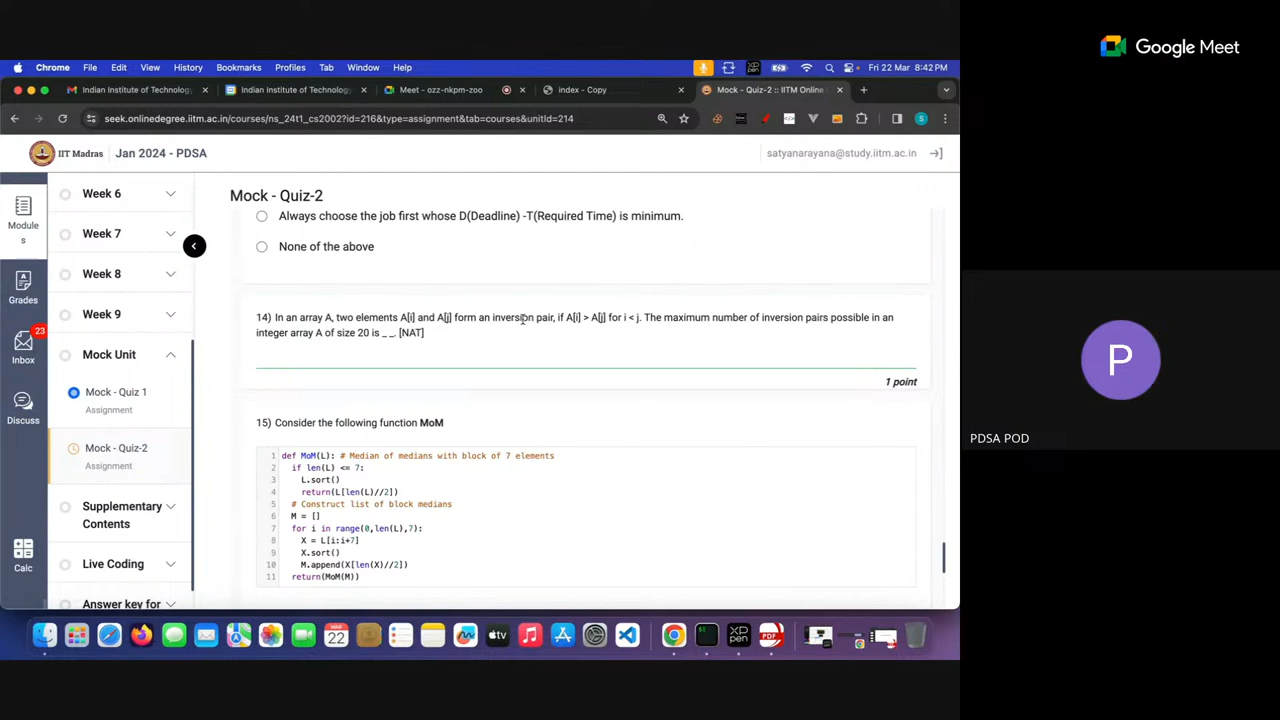 Google Meet
Chrome File Edit View History Bookmarks Profiles Tab Window Help
Fri 22 Mar 8:42 PM
Indian Institute of Technology
Indian Institute of Technology
Meet - ozz-nkpm-zoo
index - Copy
Mock - Quiz-2 :: IITM Online
seek.onlinedegree.iitm.ac.in/courses/ns_24t1_cs2002?id=216&type=assignment&tab=courses&unitId=214
IIT Madras
Jan 2024 - PDSA
satyanarayana@study.iitm.ac.in
Module
s
Grades
23
Inbox
Discuss
Calc
Week 6
Week 7
Week 8
Week 9
Mock Unit
Mock - Quiz 1
Assignment
Mock - Quiz-2
Assignment
Supplementary
Contents
Live Coding
Answer key for
Mock - Quiz-2
Always choose the job first whose D(Deadline) -T(Required Time) is minimum.
None of the above
14) In an array A, two elements A[i] and A[j] form an inversion pair, if A[i] > A[j] for i < j. The maximum number of inversion pairs possible in an
integer array A of size 20 is _ _. [NAT]
1 point
15) Consider the following function MoM
1 def MoM(L): # Median of medians with block of 7 elements
2 if len(L) <= 7:
3 L.sort()
4 return(L[len(L)//2])
5 # Construct list of block medians
6 M = []
7 for i in range(0,len(L),7):
8 X = L[i:i+7]
9 X.sort()
10 M.append(X[len(X)//2])
11 return(MoM(M))
MAR
22
tv
XP
pen
PDF
P
PDSA POD